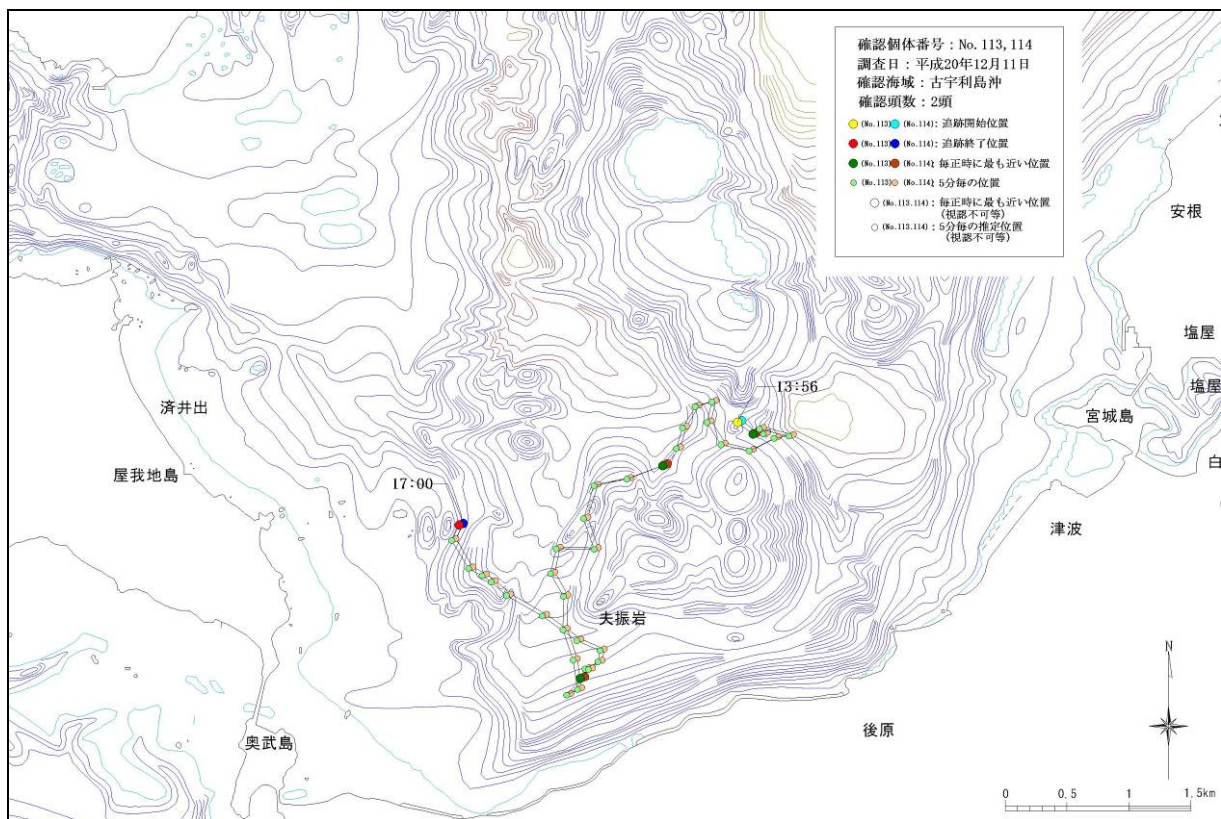 確認個体番号：No.113,114
調査日：平成20年12月11日
確認海域：古宇利島沖
確認頭数：2頭
(No.113) (No.114)：追跡開始位置
(No.113) (No.114)：追跡終了位置
(No.113) (No.114)：毎正時に最も近い位置
(No.113) (No.114)：5分毎の位置
(No.113.114)：毎正時に最も近い位置
(視認不可等)
(No.113.114)：5分毎の推定位置
(視認不可等)
安根
塩屋
塩屋
13:56
済井出
宮城島
白
屋我地島
17:00
津波
夫振岩
N
後原
奥武島
0 0.5 1 1.5km